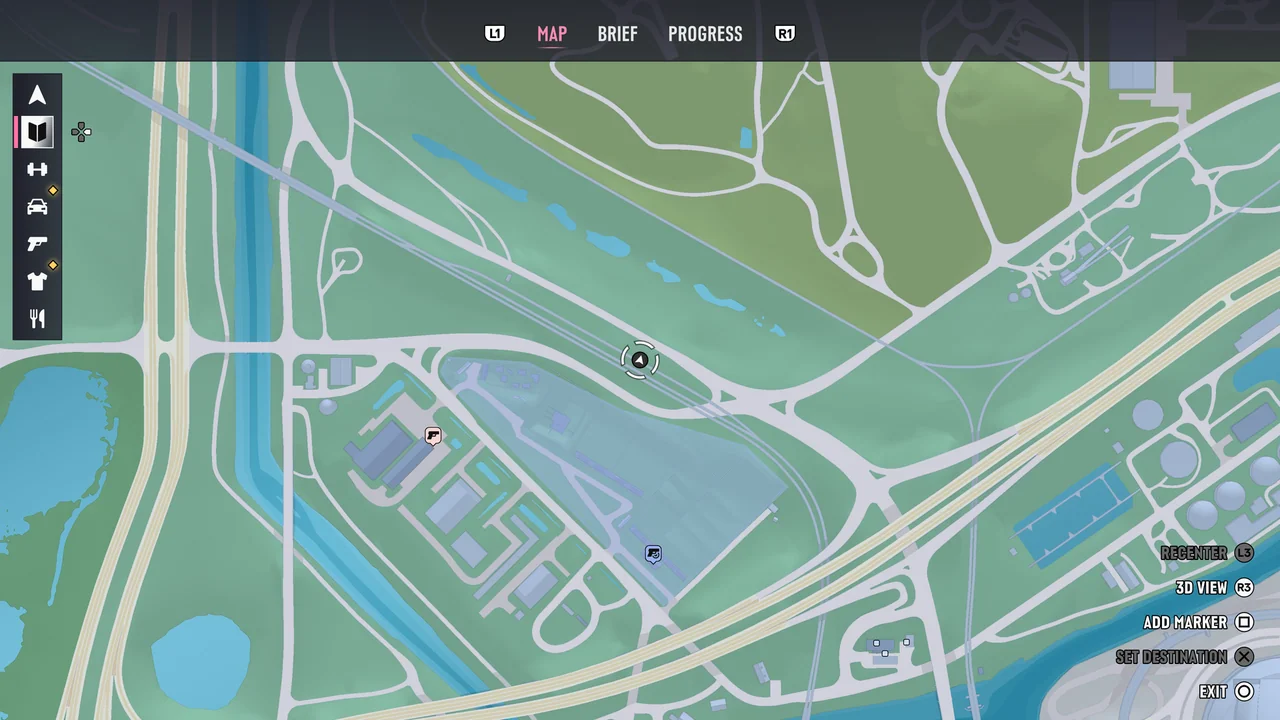 L1 MAP BRIEF PROGRESS R1
RECENTER L3
3D VIEW R3
ADD MARKER
SET DESTINATION
EXIT